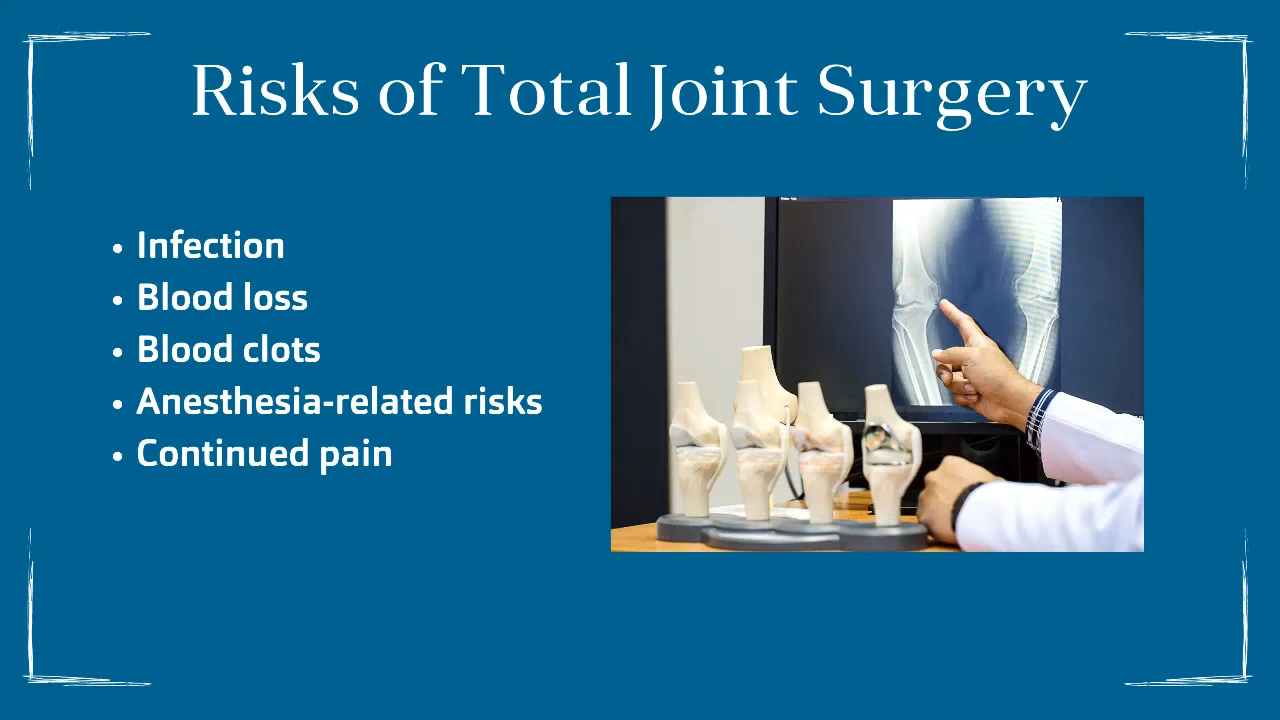 Risks of Total Joint Surgery
• Infection
• Blood loss
• Blood clots
• Anesthesia-related risks
• Continued pain